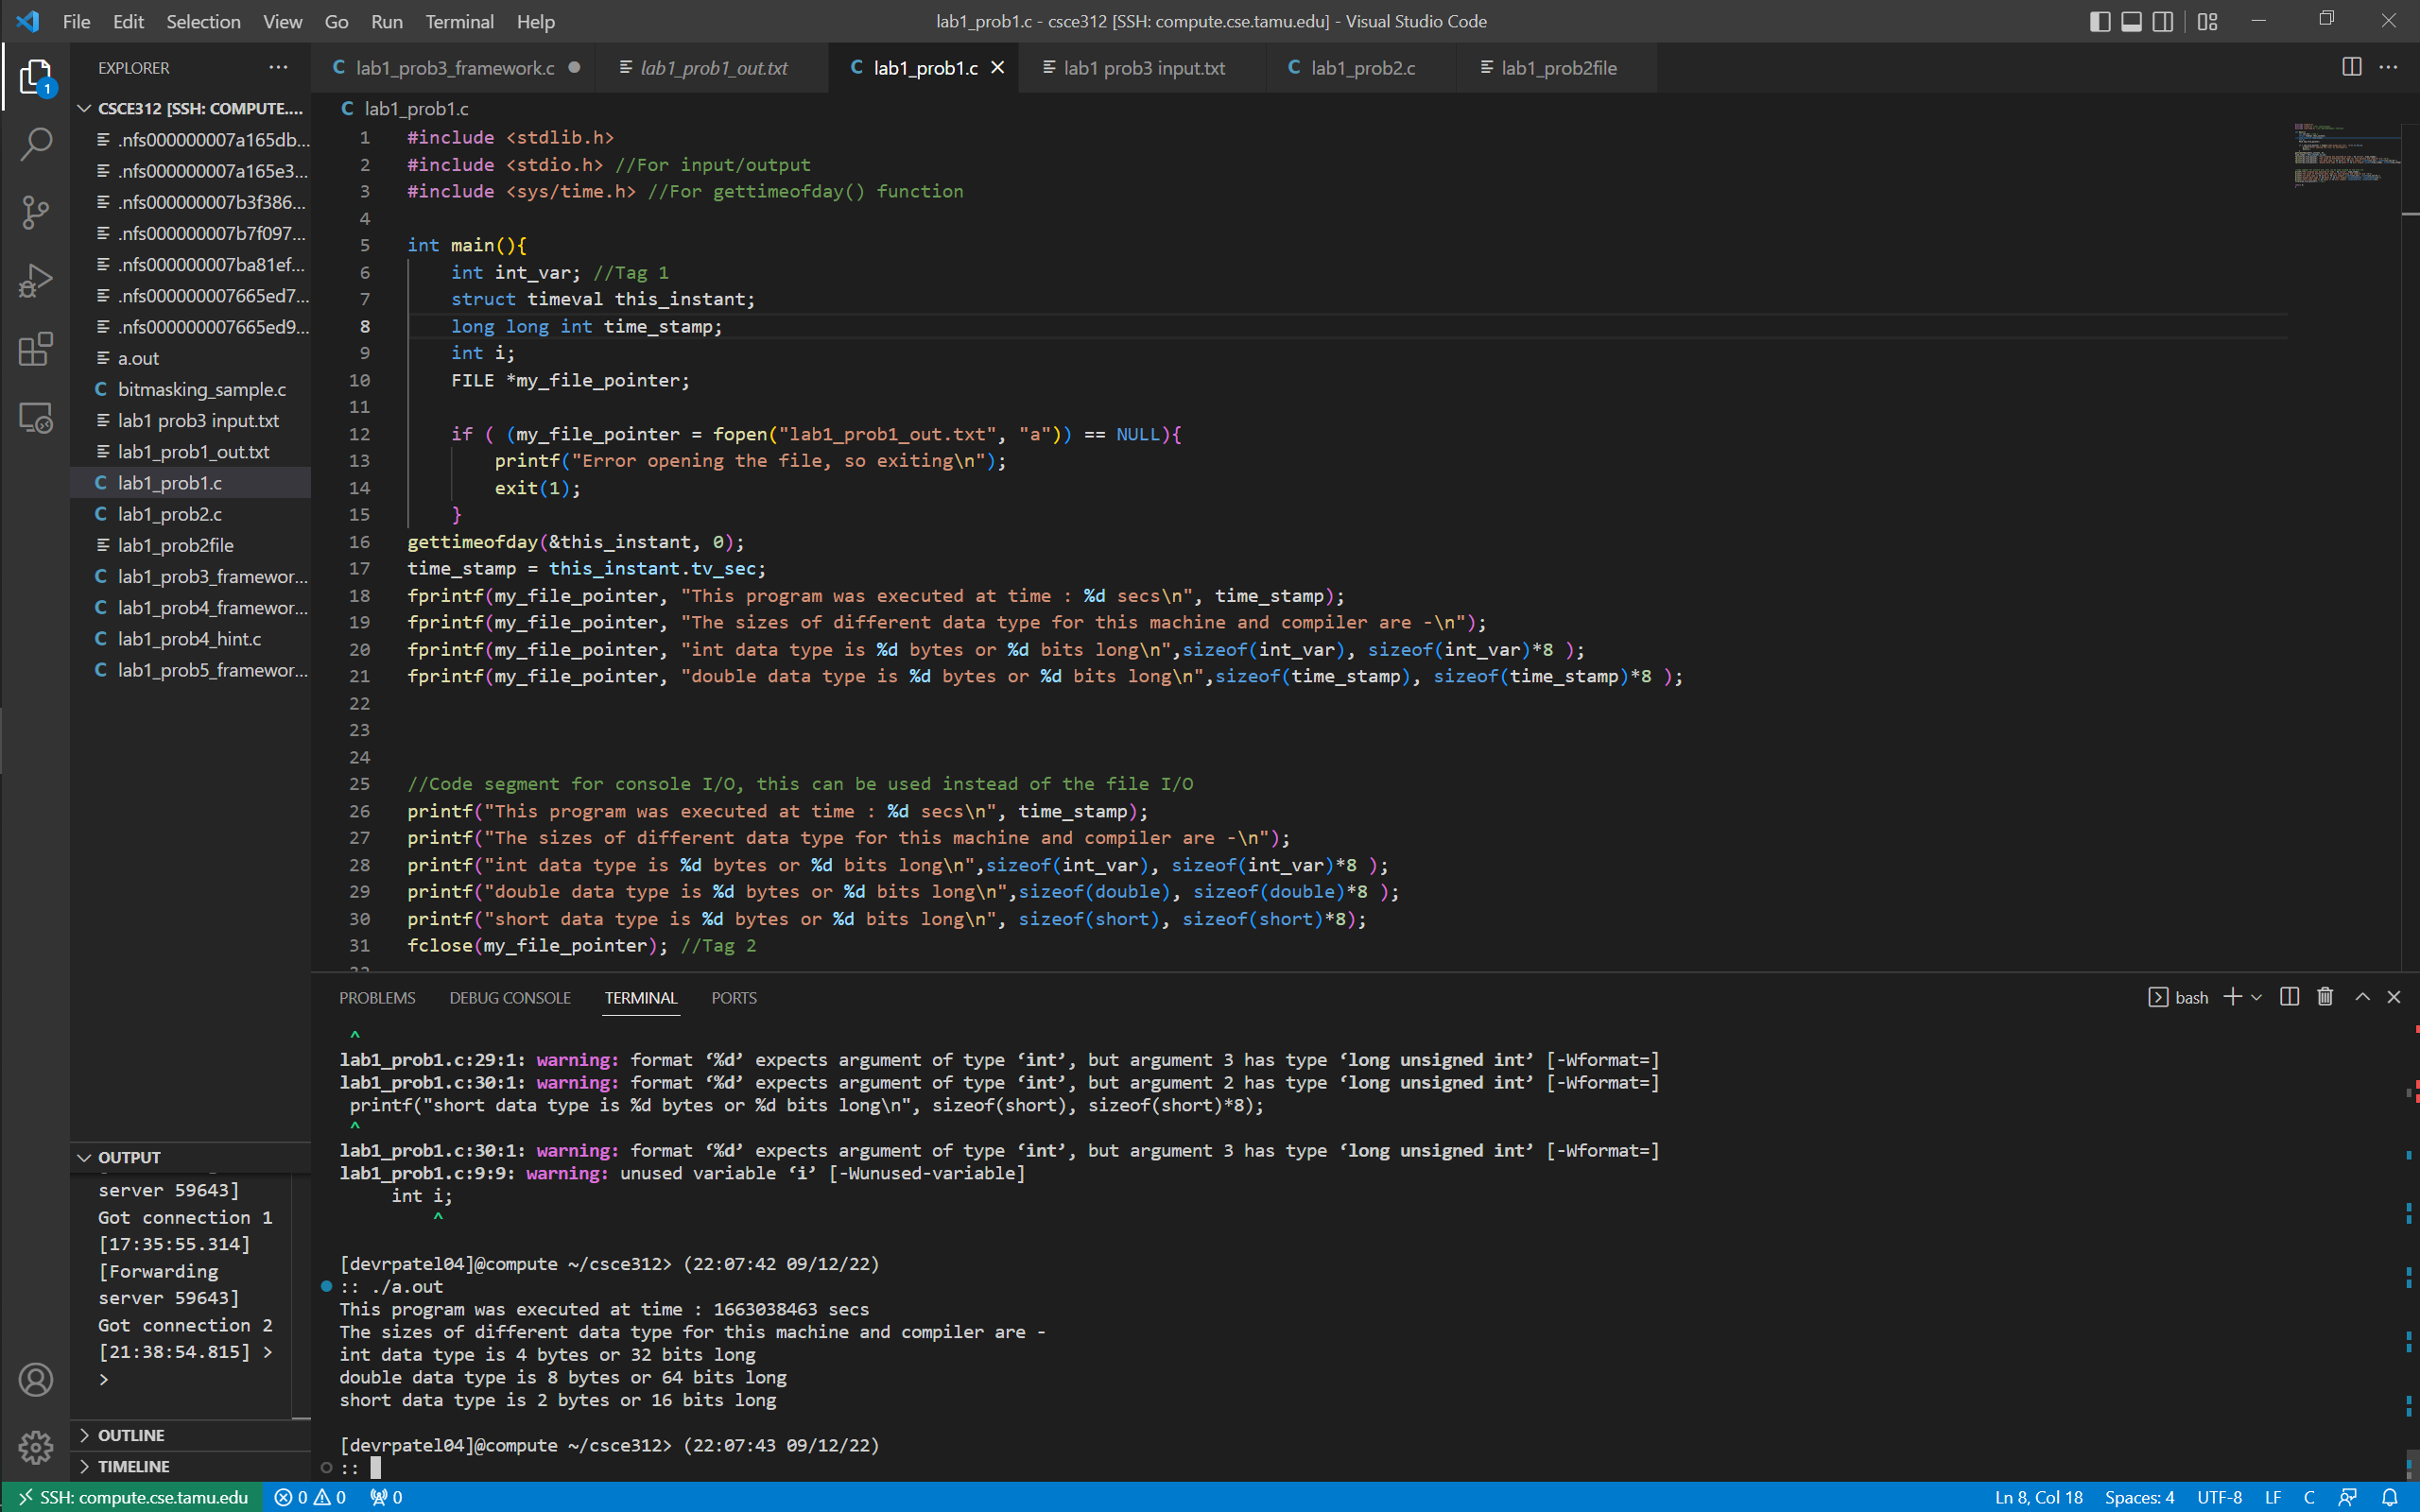 File Edit Selection View Go Run Terminal Help
lab1_prob1.c - csce312 [SSH: compute.cse.tamu.edu] - Visual Studio Code
1
EXPLORER
CSCE312 [SSH: COMPUTE....
.nfs000000007a165db...
.nfs000000007a165e3...
.nfs000000007b3f386...
.nfs000000007b7f097...
.nfs000000007ba81ef...
.nfs000000007665ed7...
.nfs000000007665ed9...
a.out
C bitmasking_sample.c
lab1 prob3 input.txt
lab1_prob1_out.txt
C lab1_prob1.c
C lab1_prob2.c
lab1_prob2file
C lab1_prob3_framewor...
C lab1_prob4_framewor...
C lab1_prob4_hint.c
C lab1_prob5_framewor...
OUTPUT
server 59643]
Got connection 1
[17:35:55.314]
[Forwarding
server 59643]
Got connection 2
[21:38:54.815] >
>
OUTLINE
TIMELINE
C lab1_prob3_framework.c lab1_prob1_out.txt C lab1_prob1.c lab1 prob3 input.txt C lab1_prob2.c lab1_prob2file
C lab1_prob1.c
1 #include <stdlib.h>
2 #include <stdio.h> //For input/output
3 #include <sys/time.h> //For gettimeofday() function
4
5 int main(){
6 int int_var; //Tag 1
7 struct timeval this_instant;
8 long long int time_stamp;
9 int i;
10 FILE *my_file_pointer;
11
12 if ( (my_file_pointer = fopen("lab1_prob1_out.txt", "a")) == NULL){
13 printf("Error opening the file, so exiting\n");
14 exit(1);
15 }
16 gettimeofday(&this_instant, 0);
17 time_stamp = this_instant.tv_sec;
18 fprintf(my_file_pointer, "This program was executed at time : %d secs\n", time_stamp);
19 fprintf(my_file_pointer, "The sizes of different data type for this machine and compiler are -\n");
20 fprintf(my_file_pointer, "int data type is %d bytes or %d bits long\n",sizeof(int_var), sizeof(int_var)*8 );
21 fprintf(my_file_pointer, "double data type is %d bytes or %d bits long\n",sizeof(time_stamp), sizeof(time_stamp)*8 );
22
23
24
25 //Code segment for console I/O, this can be used instead of the file I/O
26 printf("This program was executed at time : %d secs\n", time_stamp);
27 printf("The sizes of different data type for this machine and compiler are -\n");
28 printf("int data type is %d bytes or %d bits long\n",sizeof(int_var), sizeof(int_var)*8 );
29 printf("double data type is %d bytes or %d bits long\n",sizeof(double), sizeof(double)*8 );
30 printf("short data type is %d bytes or %d bits long\n", sizeof(short), sizeof(short)*8);
31 fclose(my_file_pointer); //Tag 2
32
PROBLEMS DEBUG CONSOLE TERMINAL PORTS
bash
^
lab1_prob1.c:29:1: warning: format ‘%d’ expects argument of type ‘int’, but argument 3 has type ‘long unsigned int’ [-Wformat=]
lab1_prob1.c:30:1: warning: format ‘%d’ expects argument of type ‘int’, but argument 2 has type ‘long unsigned int’ [-Wformat=]
printf("short data type is %d bytes or %d bits long\n", sizeof(short), sizeof(short)*8);
^
lab1_prob1.c:30:1: warning: format ‘%d’ expects argument of type ‘int’, but argument 3 has type ‘long unsigned int’ [-Wformat=]
lab1_prob1.c:9:9: warning: unused variable ‘i’ [-Wunused-variable]
int i;
^
[devrpatel04]@compute ~/csce312> (22:07:42 09/12/22)
:: ./a.out
This program was executed at time : 1663038463 secs
The sizes of different data type for this machine and compiler are -
int data type is 4 bytes or 32 bits long
double data type is 8 bytes or 64 bits long
short data type is 2 bytes or 16 bits long
[devrpatel04]@compute ~/csce312> (22:07:43 09/12/22)
::
SSH: compute.cse.tamu.edu 0 0 0
Ln 8, Col 18 Spaces: 4 UTF-8 LF C